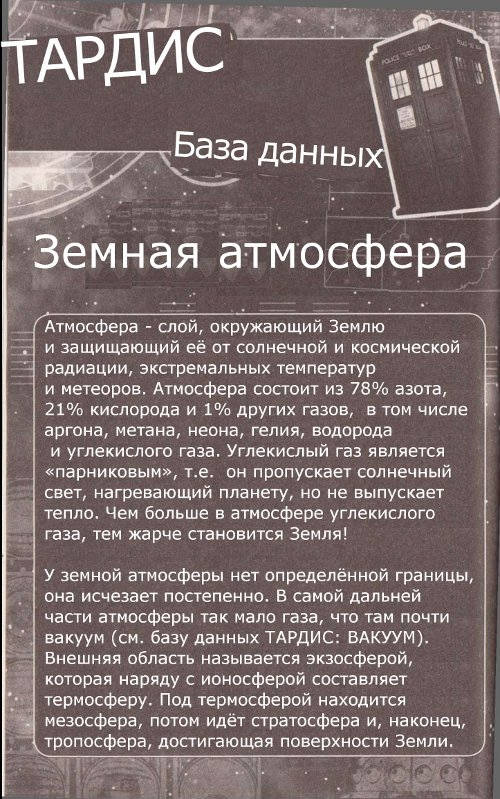 ТАРДИС
POLICE BOX
База данных
Земная атмосфера
Атмосфера - слой, окружающий Землю
и защищающий её от солнечной и космической
радиации, экстремальных температур
и метеоров. Атмосфера состоит из 78% азота,
21% кислорода и 1% других газов, в том числе
аргона, метана, неона, гелия, водорода
и углекислого газа. Углекислый газ является
«парниковым», т.е. он пропускает солнечный
свет, нагревающий планету, но не выпускает
тепло. Чем больше в атмосфере углекислого
газа, тем жарче становится Земля!
У земной атмосферы нет определённой границы,
она исчезает постепенно. В самой дальней
части атмосферы так мало газа, что там почти
вакуум (см. базу данных ТАРДИС: ВАКУУМ).
Внешняя область называется экзосферой,
которая наряду с ионосферой составляет
термосферу. Под термосферой находится
мезосфера, потом идёт стратосфера и, наконец,
тропосфера, достигающая поверхности Земли.